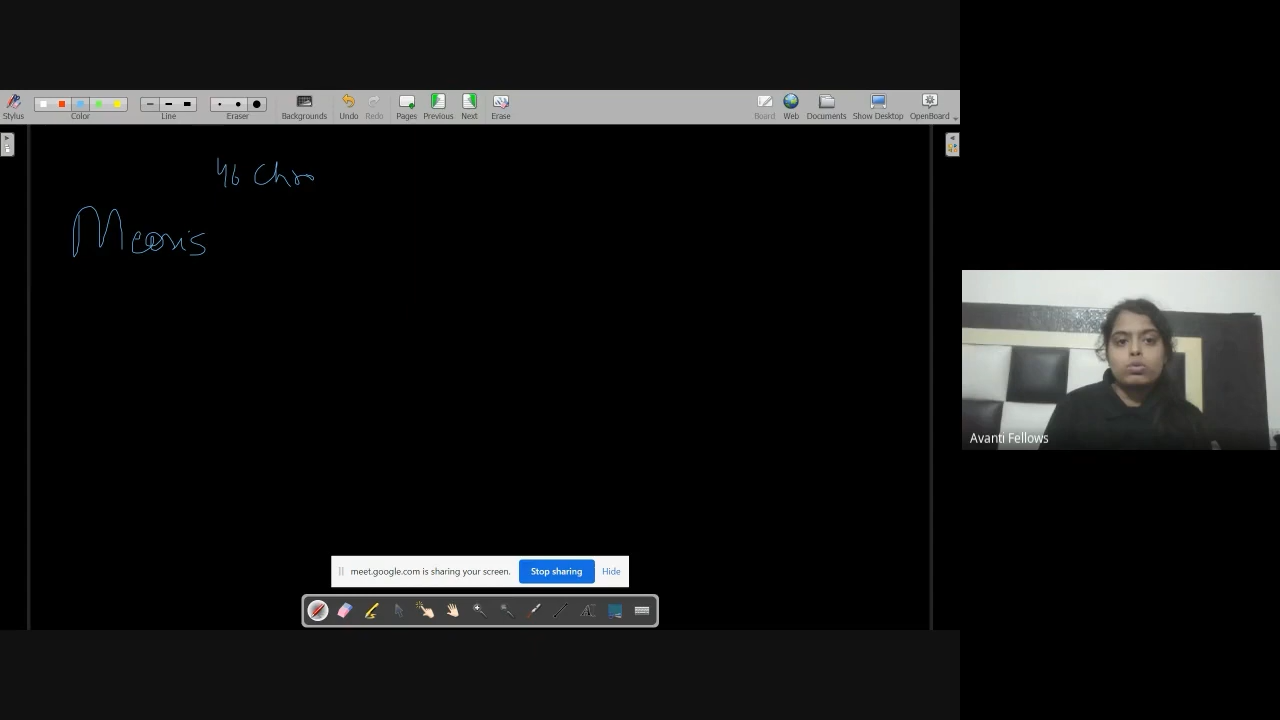 Stylus
Color
Line
Eraser
Backgrounds
Undo
Redo
Pages
Previous
Next
Erase
Board
Web
Documents
Show Desktop
OpenBoard
46 Chro
Meosis
Avanti Fellows
meet.google.com is sharing your screen.
Stop sharing
Hide